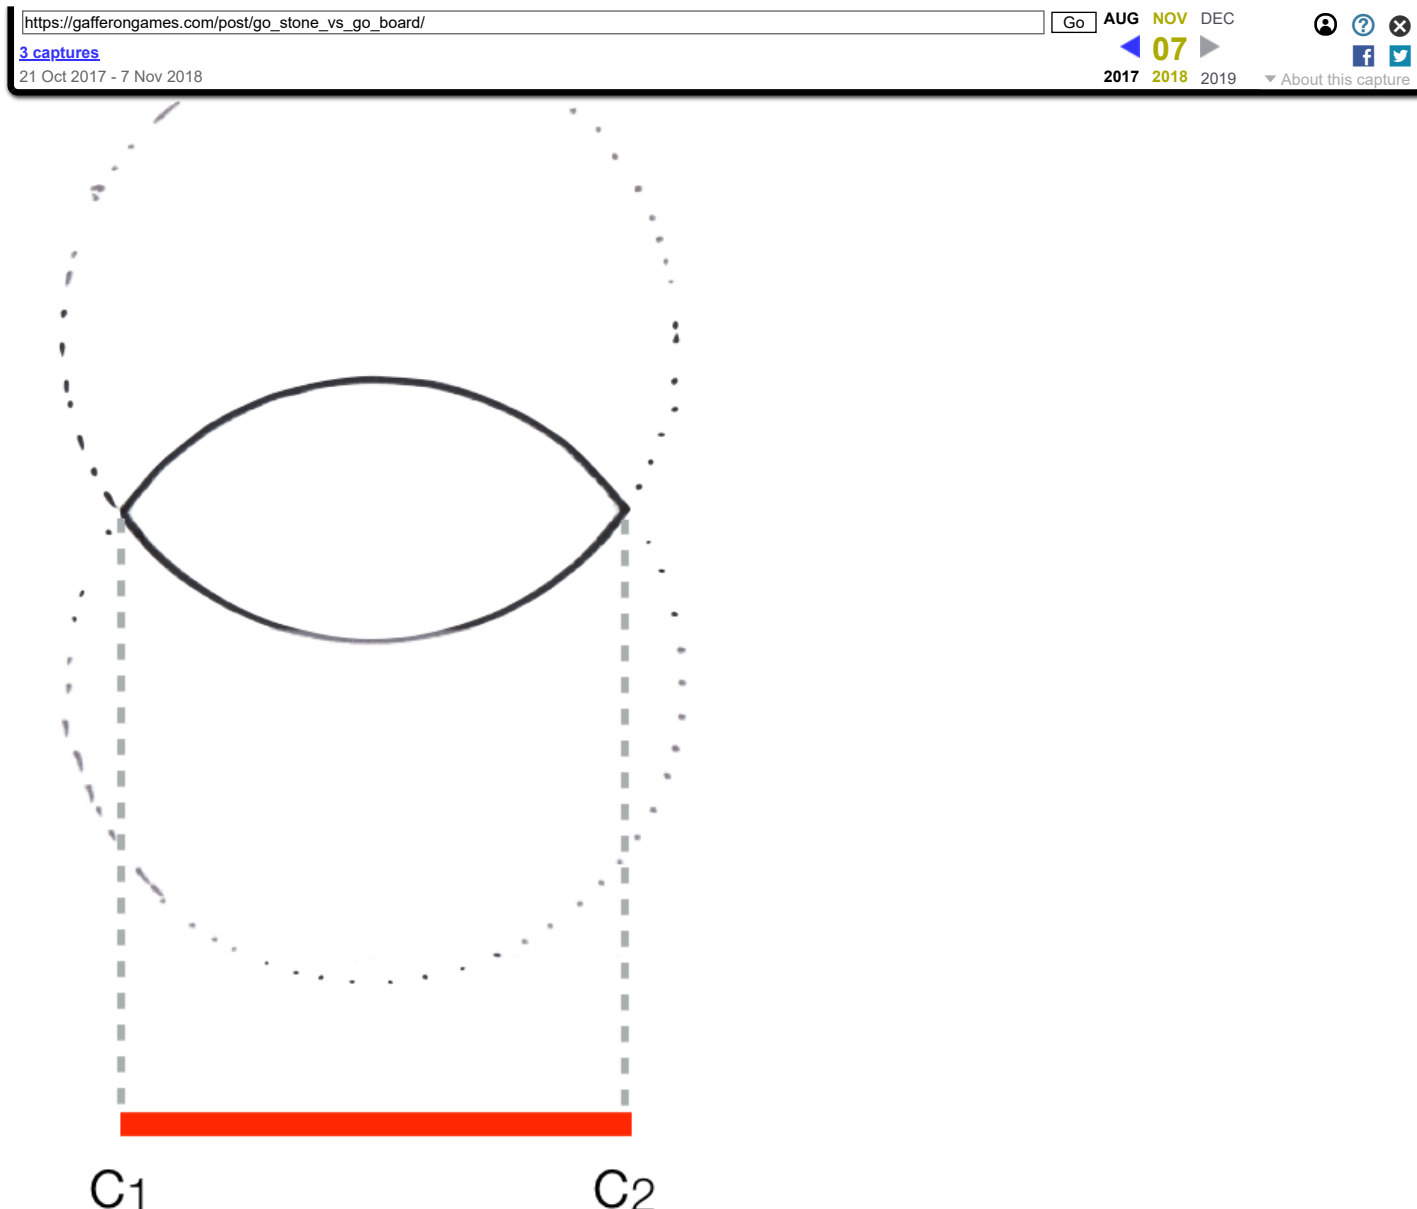 https://gafferongames.com/post/go_stone_vs_go_board/ Go AUG NOV DEC
3 captures 07
21 Oct 2017 - 7 Nov 2018 2017 2018 2019 About this capture
C1 C2